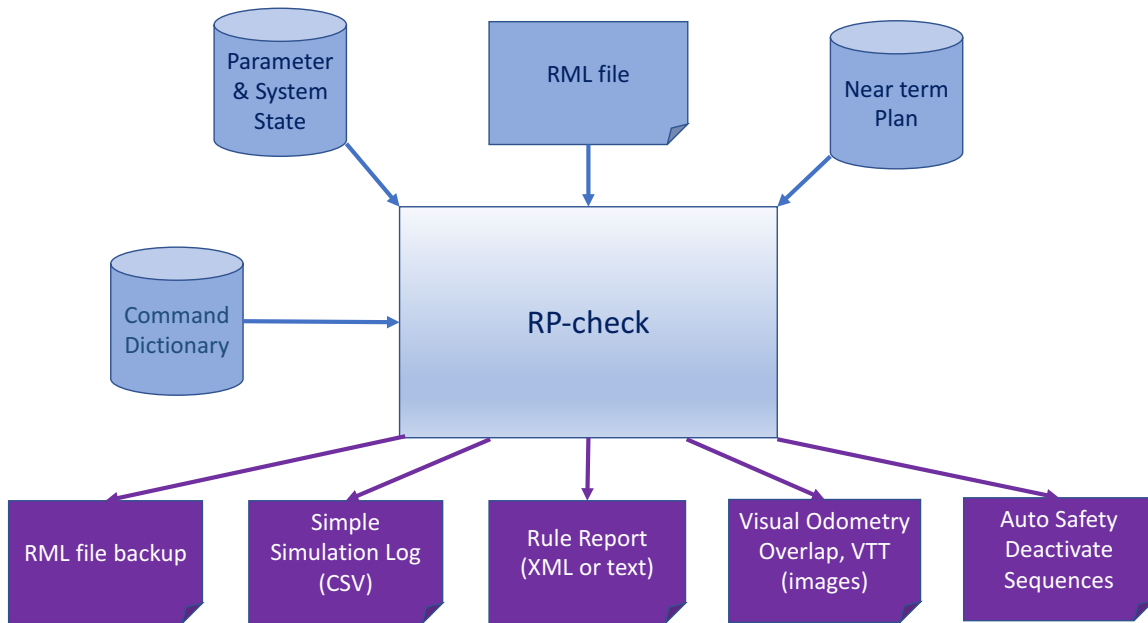 Parameter
& System
State
RML file
Near term
Plan
Command
Dictionary
RP-check
RML file backup
Simple
Simulation Log
(CSV)
Rule Report
(XML or text)
Visual Odometry
Overlap, VTT
(images)
Auto Safety
Deactivate
Sequences